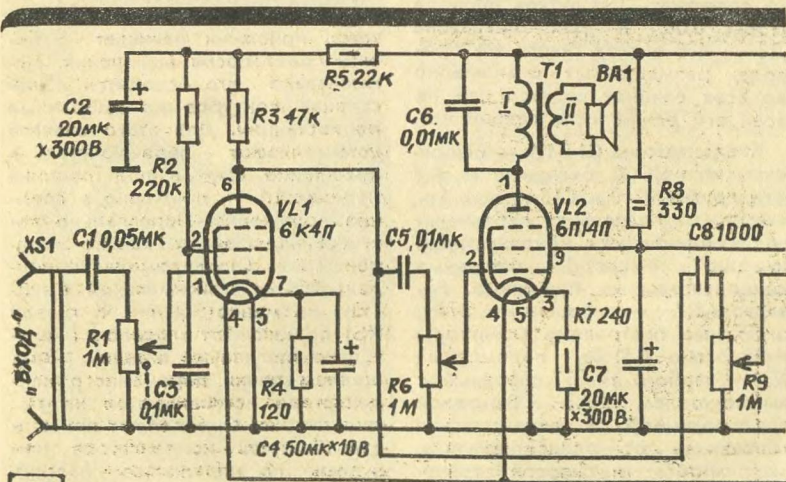 R5 22К
T1
BA1
C2
20МК
×300В
R3 47К
C6
0,01МК
I
II
R2
220К
6
1
R8
330
VL1
6К4П
VL2
6П14П
XS1
C1 0,05МК
2
C5, 0,1МК
2
9
C8 1000
1
7
4
3
4
5
3
R1
1М
R7 240
"ВХОД"
C3
0,1МК
R4
120
R6
1М
C7
20МК
×300В
R9
1М
C4 50МК×10В